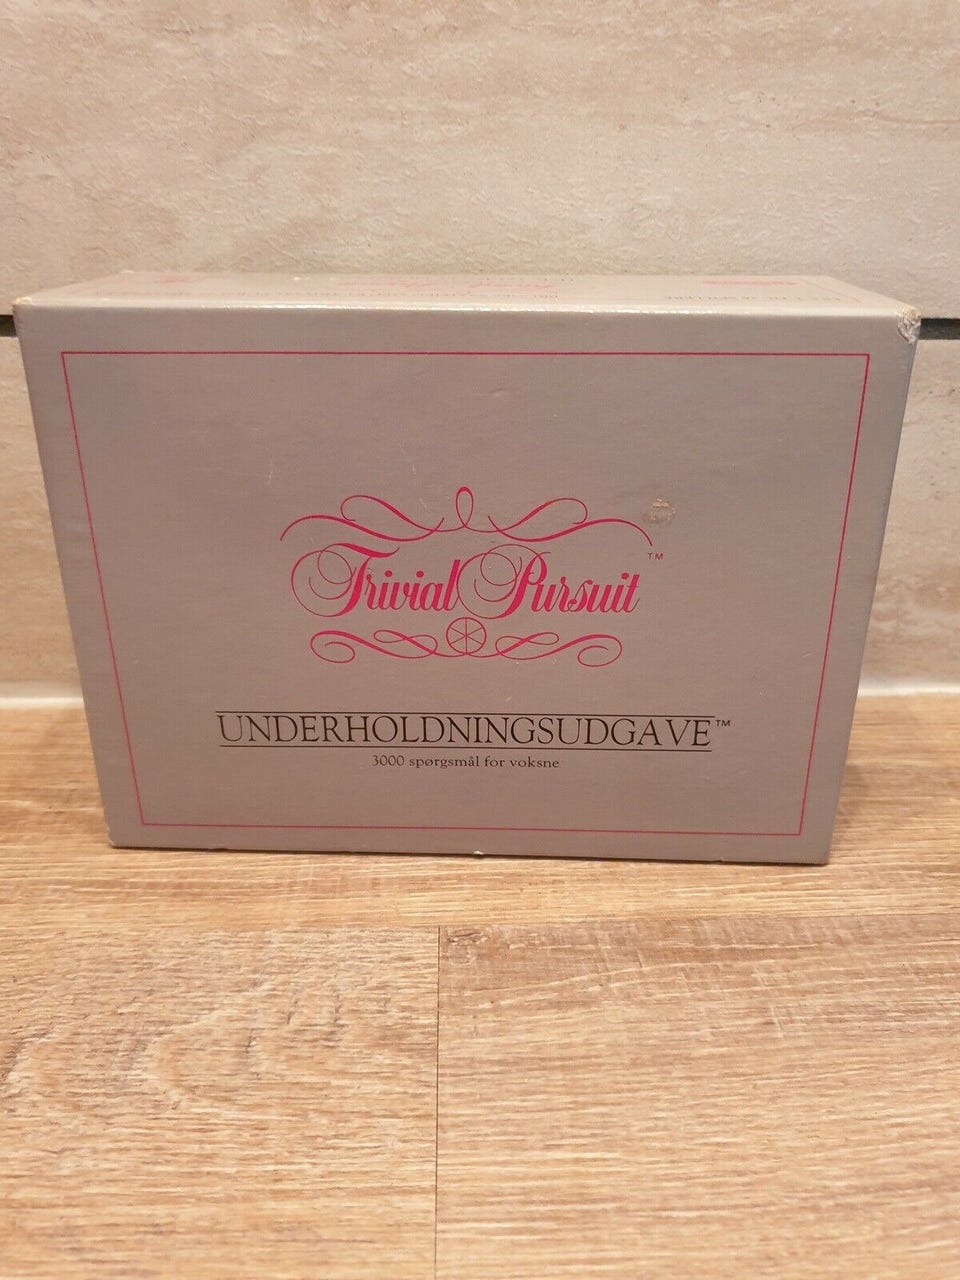 Trivial Pursuit™
UNDERHOLDNINGSUDGAVE™
3000 spørgsmål for voksne